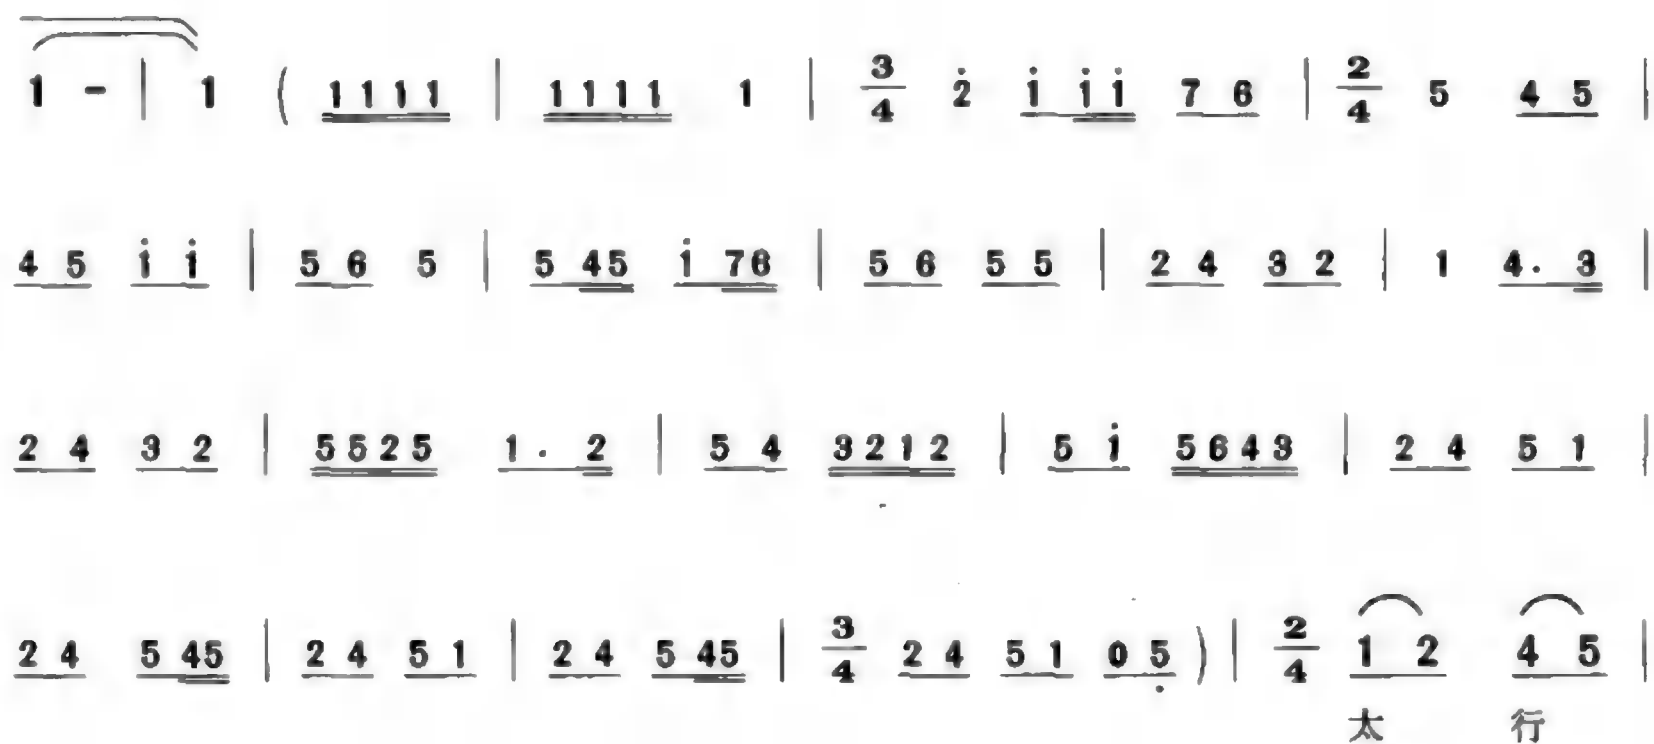 1 - | 1 ( 1111 | 1111 1 | 3/4 2̇ i̇ i̇i̇ 7 6 | 2/4 5 4 5 |
4 5 i̇ i̇ | 5 6 5 | 5 45 i̇ 76 | 5 6 5 5 | 2 4 3 2 | 1 4. 3 |
2 4 3 2 | 5525 1. 2 | 5 4 3212 | 5 i̇ 5643 | 2 4 5 1 |
2 4 5 45 | 2 4 5 1 | 2 4 5 45 | 3/4 2 4 5 1 0 5̣ ) | 2/4 1 2 4 5 |
太 行